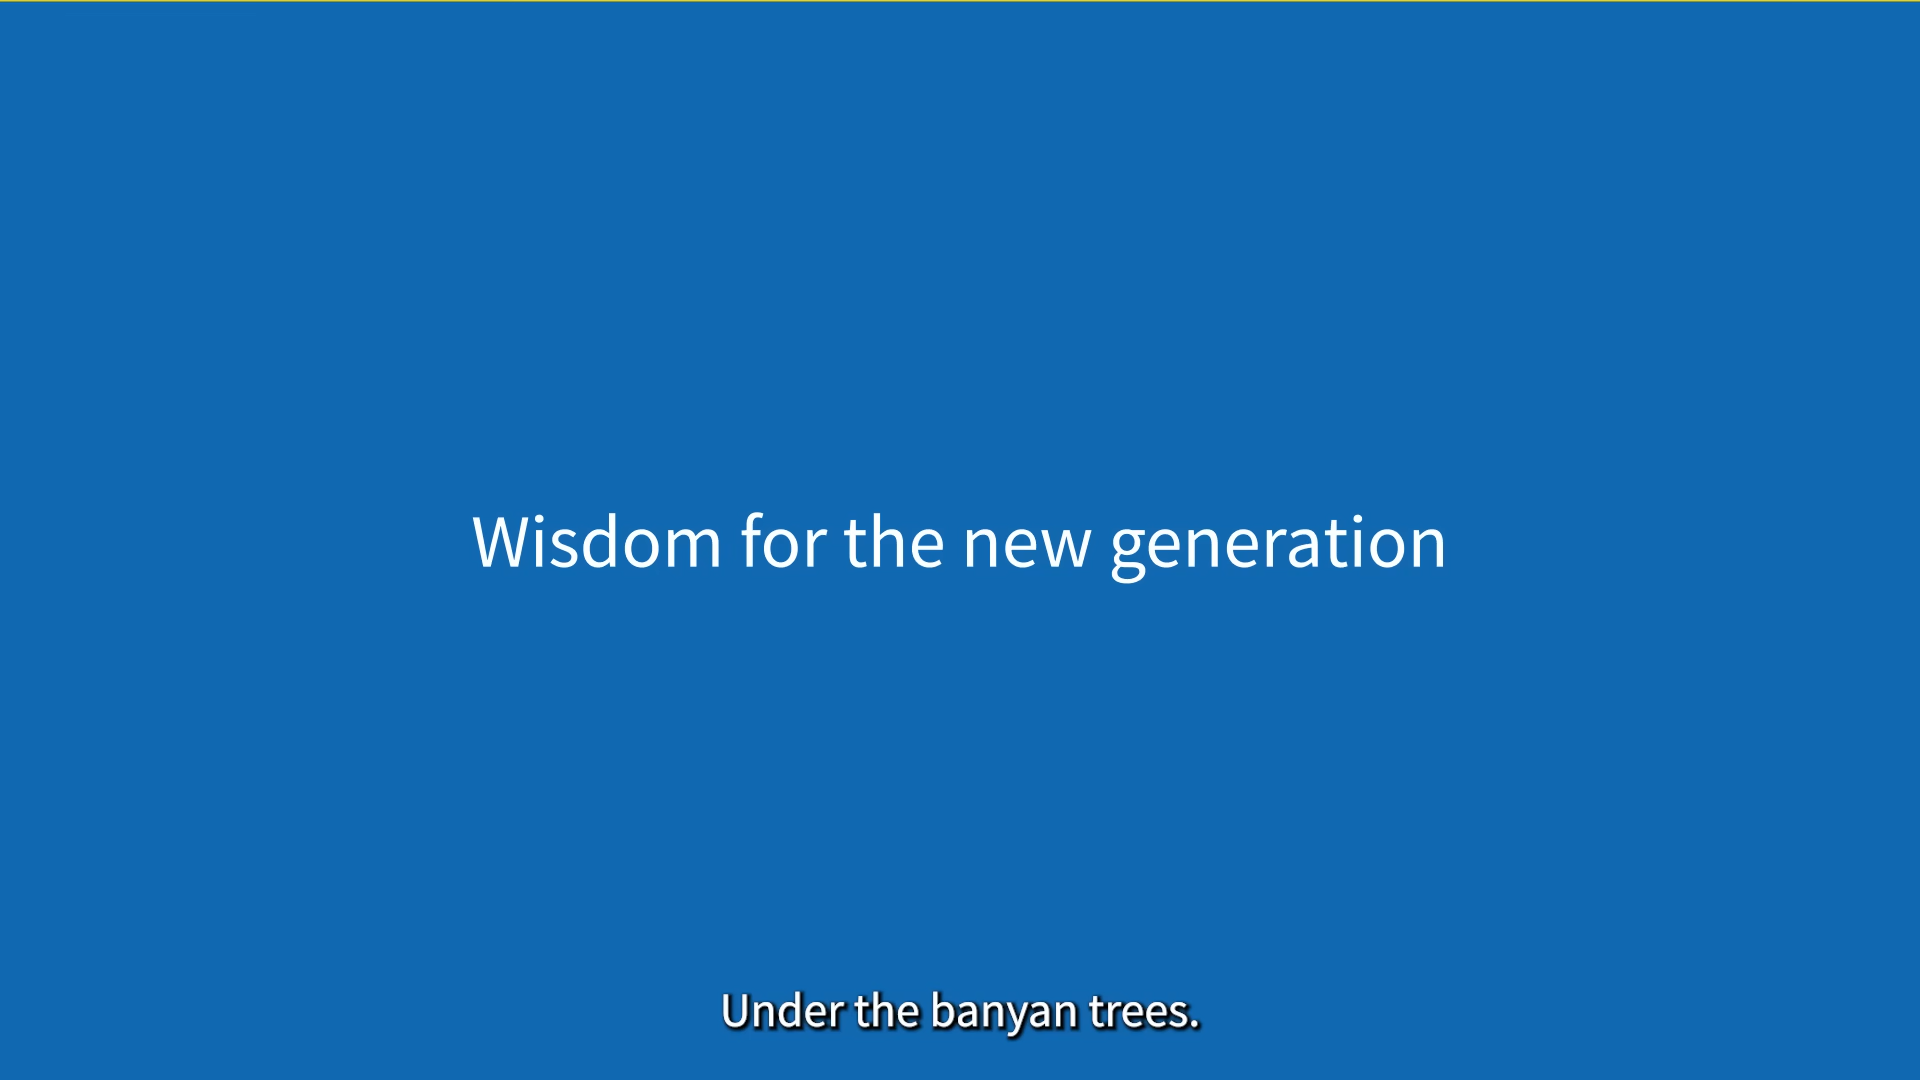 Wisdom for the new generation
Under the banyan trees.